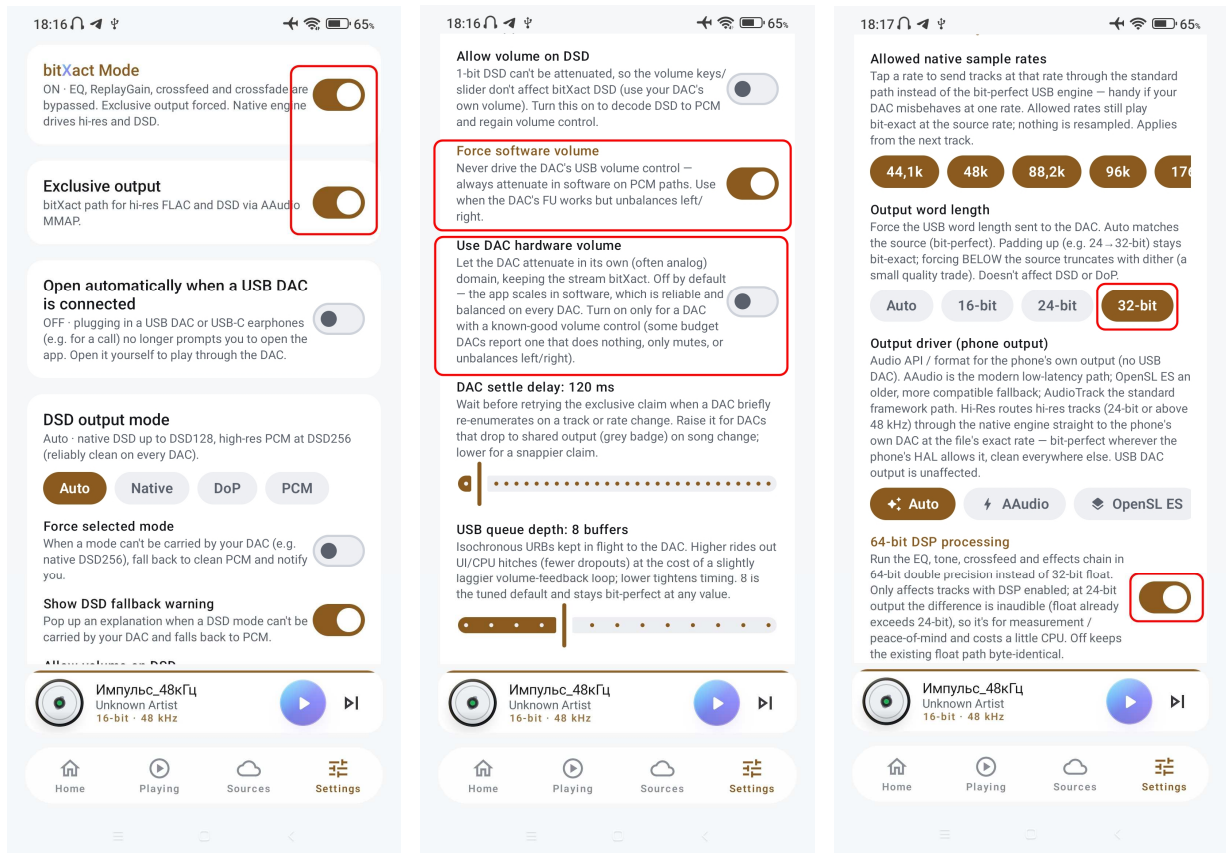 18:16
65%
bitXact Mode
ON · EQ, ReplayGain, crossfeed and crossfade are
bypassed. Exclusive output forced. Native engine
drives hi-res and DSD.
Exclusive output
bitXact path for hi-res FLAC and DSD via AAudio
MMAP.
Open automatically when a USB DAC
is connected
OFF · plugging in a USB DAC or USB-C earphones
(e.g. for a call) no longer prompts you to open the
app. Open it yourself to play through the DAC.
DSD output mode
Auto · native DSD up to DSD128, high-res PCM at DSD256
(reliably clean on every DAC).
Auto
Native
DoP
PCM
Force selected mode
When a mode can't be carried by your DAC (e.g.
native DSD256), fall back to clean PCM and notify
you.
Show DSD fallback warning
Pop up an explanation when a DSD mode can't be
carried by your DAC and falls back to PCM.
Allow volume on DSD
Импульс_48кГц
Unknown Artist
16-bit · 48 kHz
Home
Playing
Sources
Settings
18:16
65%
Allow volume on DSD
1-bit DSD can't be attenuated, so the volume keys/
slider don't affect bitXact DSD (use your DAC's
own volume). Turn this on to decode DSD to PCM
and regain volume control.
Force software volume
Never drive the DAC's USB volume control —
always attenuate in software on PCM paths. Use
when the DAC's FU works but unbalances left/
right.
Use DAC hardware volume
Let the DAC attenuate in its own (often analog)
domain, keeping the stream bitXact. Off by default
— the app scales in software, which is reliable and
balanced on every DAC. Turn on only for a DAC
with a known-good volume control (some budget
DACs report one that does nothing, only mutes, or
unbalances left/right).
DAC settle delay: 120 ms
Wait before retrying the exclusive claim when a DAC briefly
re-enumerates on a track or rate change. Raise it for DACs
that drop to shared output (grey badge) on song change;
lower for a snappier claim.
USB queue depth: 8 buffers
Isochronous URBs kept in flight to the DAC. Higher rides out
UI/CPU hitches (fewer dropouts) at the cost of a slightly
laggier volume-feedback loop; lower tightens timing. 8 is
the tuned default and stays bit-perfect at any value.
Импульс_48кГц
Unknown Artist
16-bit · 48 kHz
Home
Playing
Sources
Settings
18:17
65%
Allowed native sample rates
Tap a rate to send tracks at that rate through the standard
path instead of the bit-perfect USB engine — handy if your
DAC misbehaves at one rate. Allowed rates still play
bit-exact at the source rate; nothing is resampled. Applies
from the next track.
44,1k
48k
88,2k
96k
176
Output word length
Force the USB word length sent to the DAC. Auto matches
the source (bit-perfect). Padding up (e.g. 24→32-bit) stays
bit-exact; forcing BELOW the source truncates with dither (a
small quality trade). Doesn't affect DSD or DoP.
Auto
16-bit
24-bit
32-bit
Output driver (phone output)
Audio API / format for the phone's own output (no USB
DAC). AAudio is the modern low-latency path; OpenSL ES an
older, more compatible fallback; AudioTrack the standard
framework path. Hi-Res routes hi-res tracks (24-bit or above
48 kHz) through the native engine straight to the phone's
own DAC at the file's exact rate — bit-perfect wherever the
phone's HAL allows it, clean everywhere else. USB DAC
output is unaffected.
Auto
AAudio
OpenSL ES
64-bit DSP processing
Run the EQ, tone, crossfeed and effects chain in
64-bit double precision instead of 32-bit float.
Only affects tracks with DSP enabled; at 24-bit
output the difference is inaudible (float already
exceeds 24-bit), so it's for measurement /
peace-of-mind and costs a little CPU. Off keeps
the existing float path byte-identical.
Импульс_48кГц
Unknown Artist
16-bit · 48 kHz
Home
Playing
Sources
Settings